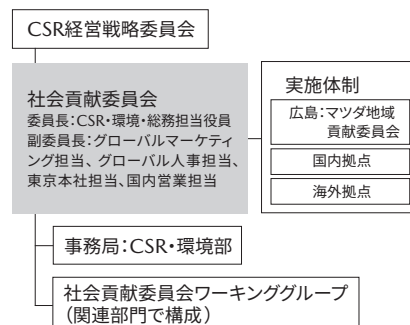 CSR経営戦略委員会
社会貢献委員会
委員長:CSR・環境・総務担当役員
副委員長:グローバルマーケティ
ング担当、グローバル人事担当、
東京本社担当、国内営業担当
実施体制
広島:マツダ地域
貢献委員会
国内拠点
海外拠点
事務局:CSR・環境部
社会貢献委員会ワーキンググループ
(関連部門で構成)